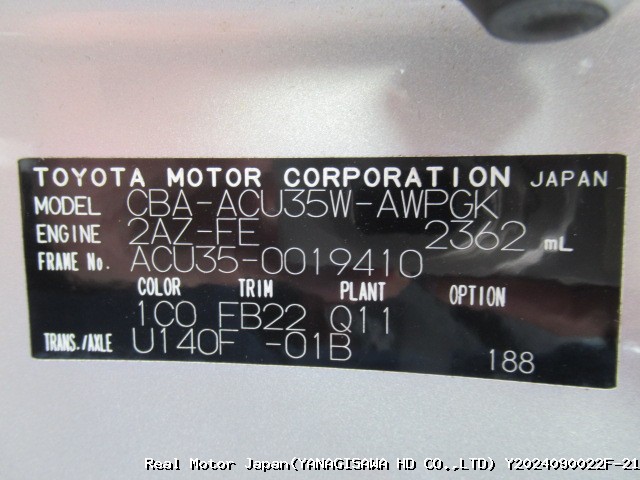 TOYOTA MOTOR CORPORATION JAPAN
MODEL CBA-ACU35W-AWPGK
ENGINE 2AZ-FE 2362 mL
FRAME No. ACU35-0019410
COLOR TRIM PLANT OPTION
1C0 FB22 Q11
TRANS./AXLE U140F -01B 188
Real Motor Japan(YANAGISAWA HD CO.,LTD) Y2024090022F-21